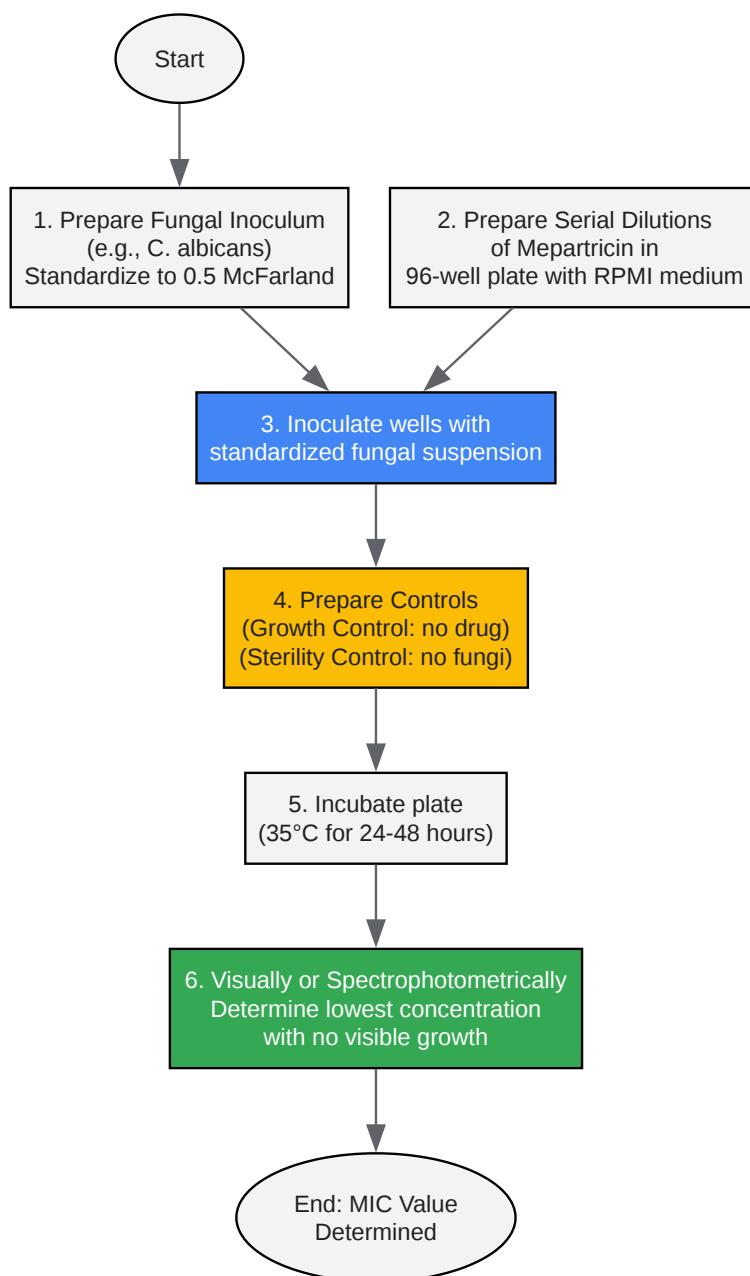 Start
1. Prepare Fungal Inoculum
(e.g., C. albicans)
Standardize to 0.5 McFarland
2. Prepare Serial Dilutions
of Mepartricin in
96-well plate with RPMI medium
3. Inoculate wells with
standardized fungal suspension
4. Prepare Controls
(Growth Control: no drug)
(Sterility Control: no fungi)
5. Incubate plate
(35°C for 24-48 hours)
6. Visually or Spectrophotometrically
Determine lowest concentration
with no visible growth
End: MIC Value
Determined